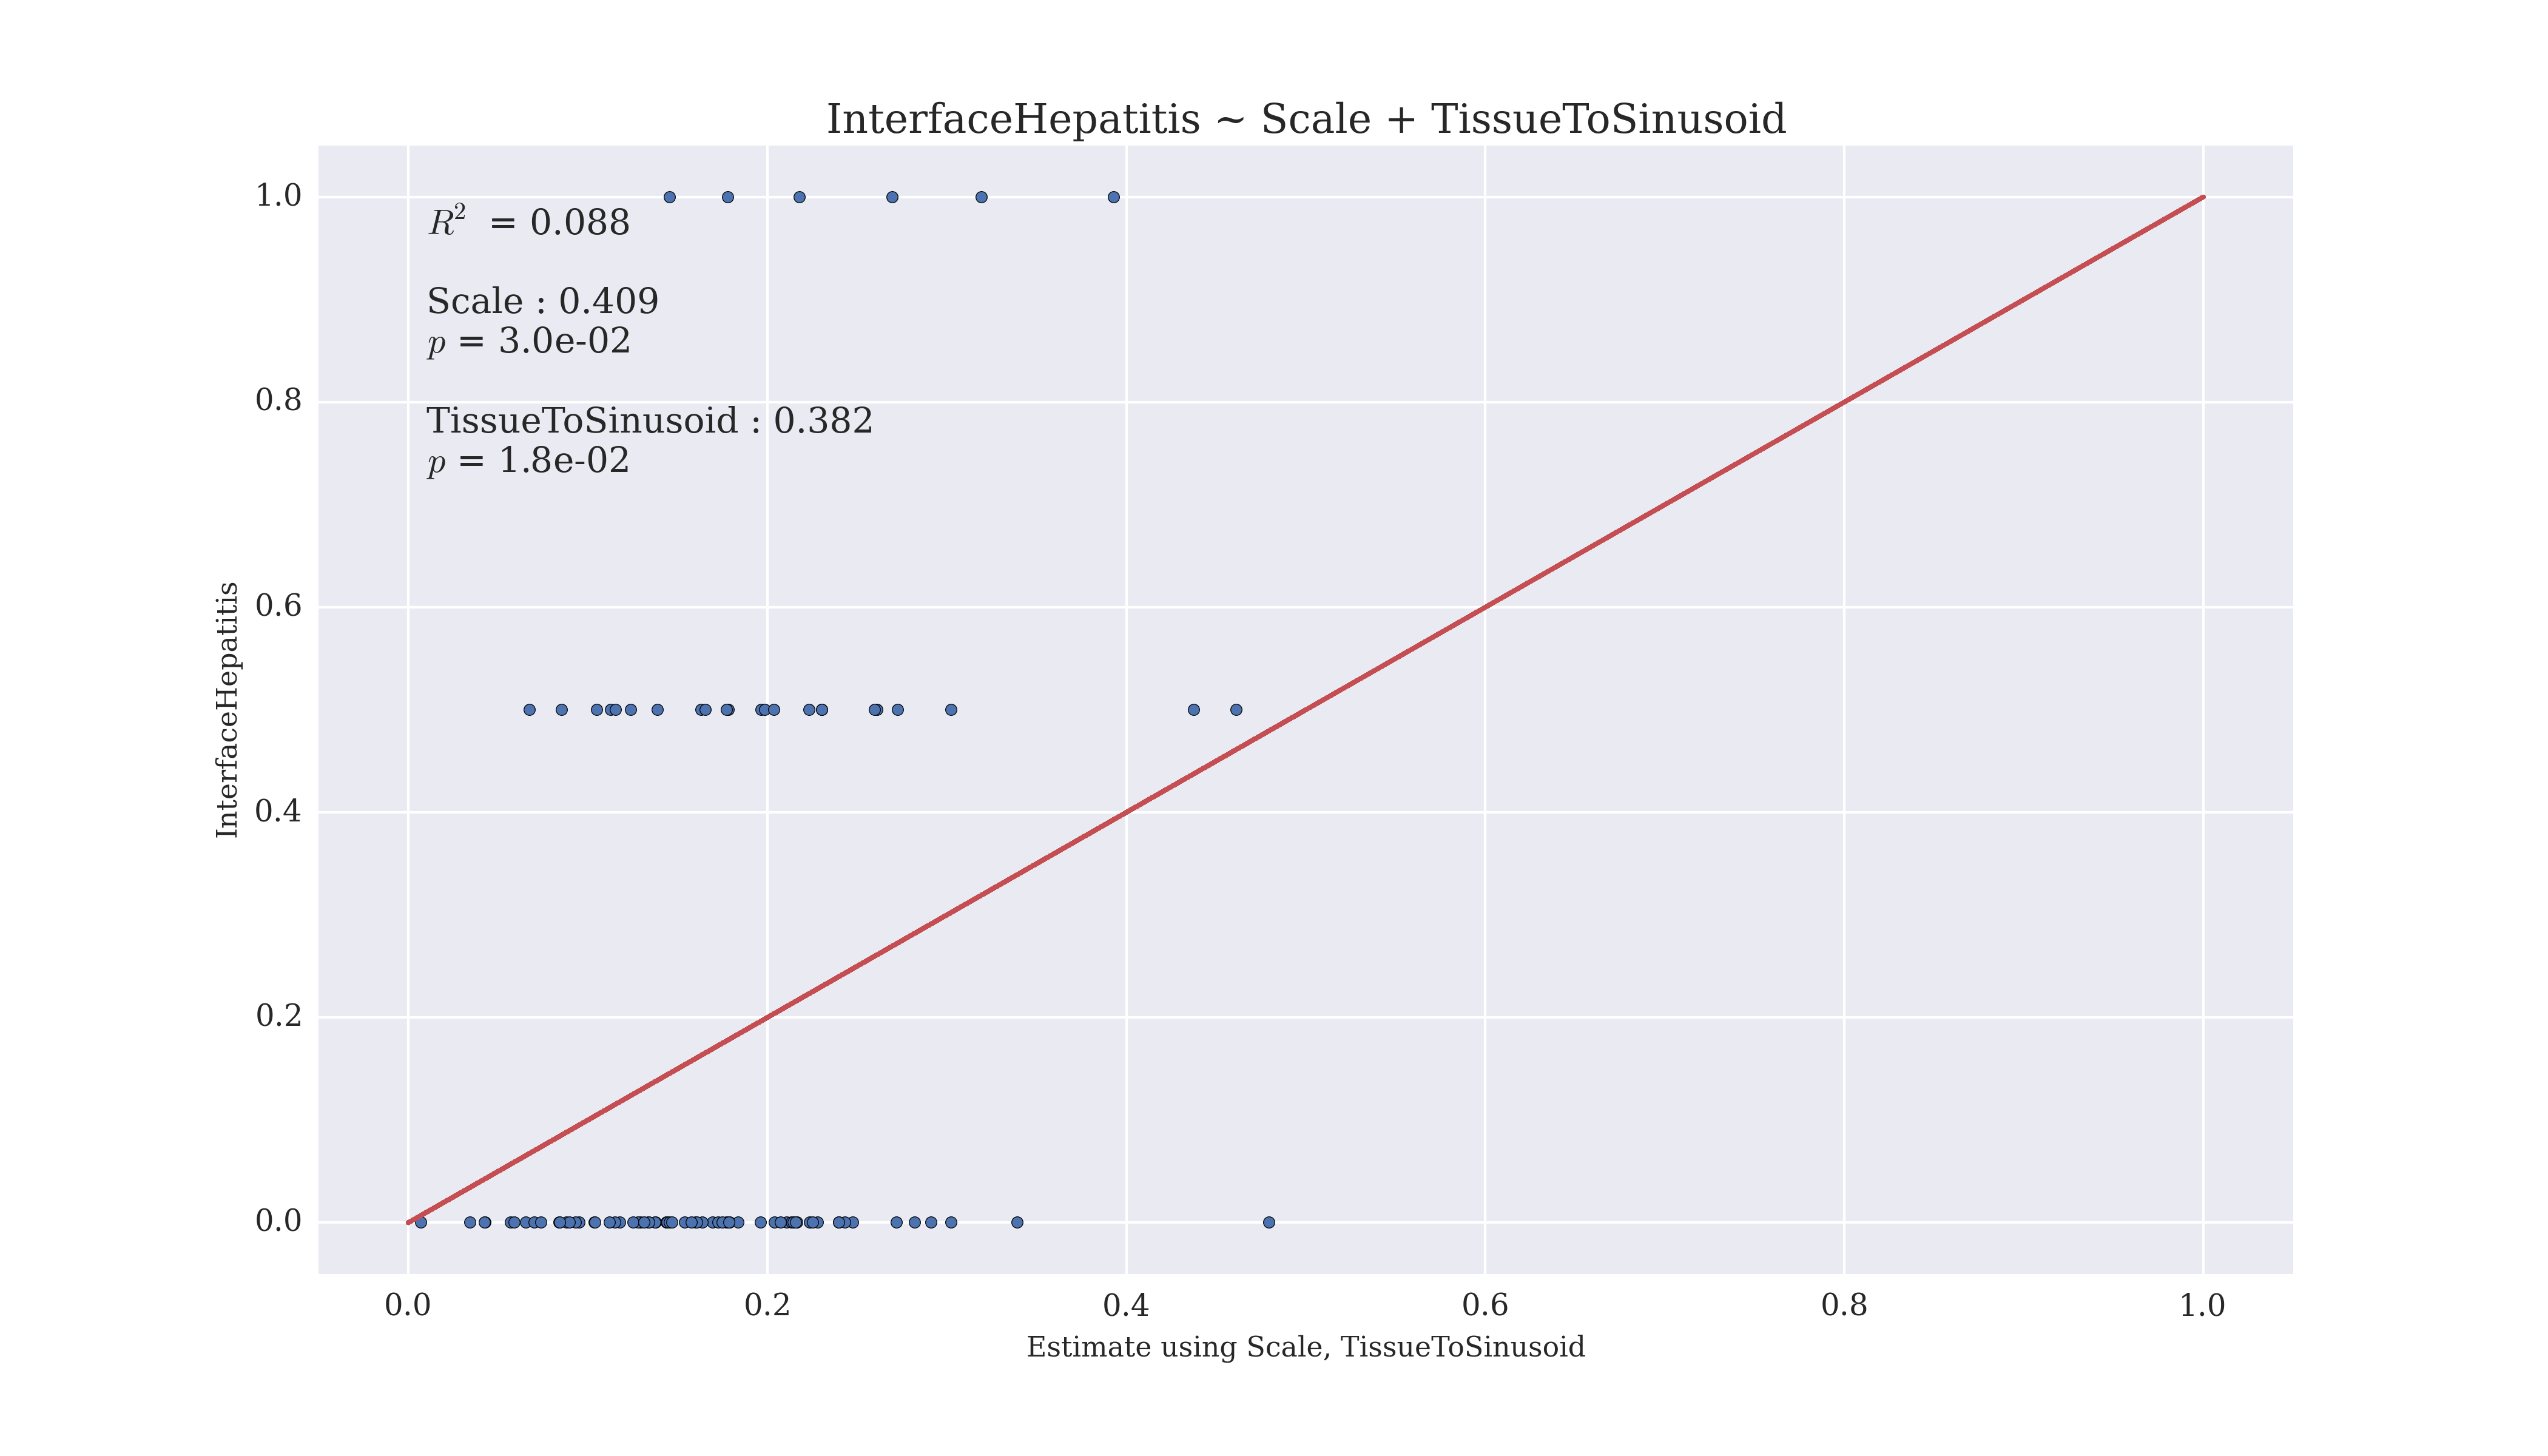 InterfaceHepatitis ~ Scale + TissueToSinusoid
1.0
R² = 0.088
Scale : 0.409
p = 3.0e-02
0.8
TissueToSinusoid : 0.382
p = 1.8e-02
0.6
InterfaceHepatitis
0.4
0.2
0.0
0.0 0.2 0.4 0.6 0.8 1.0
Estimate using Scale, TissueToSinusoid